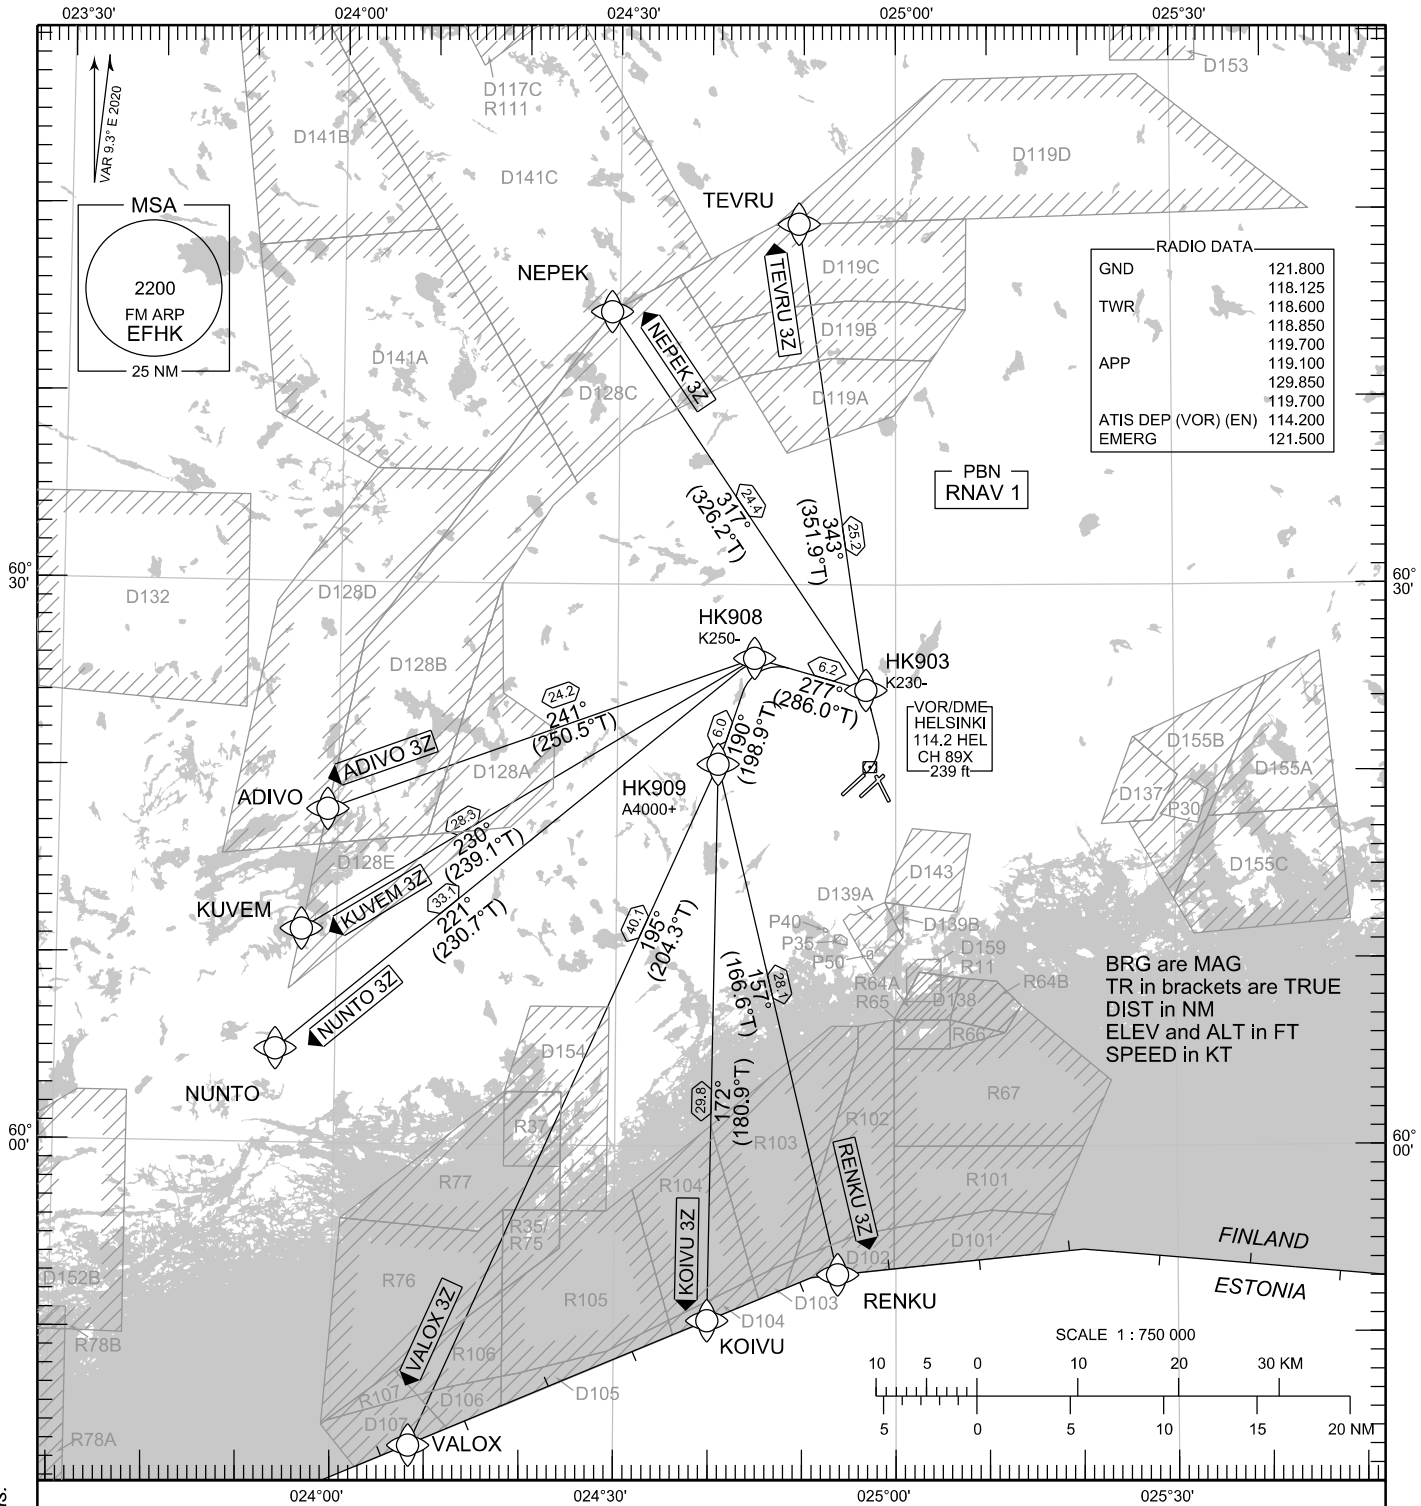 023°30'
024°00'
024°30'
025°00'
025°30'
VAR 9.3° E 2020
MSA
2200
FM ARP
EFHK
25 NM
D141B
D117C
R111
D141C
D153
D119D
TEVRU
NEPEK
TEVRU 3Z
D119C
D119B
D119A
NEPEK 3Z
D141A
D128C
RADIO DATA
GND 121.800
118.125
TWR 118.600
118.850
119.700
APP 119.100
129.850
119.700
ATIS DEP (VOR) (EN) 114.200
EMERG 121.500
PBN
RNAV 1
24.4
317°
(326.2°T)
25.2
343°
(351.9°T)
60°
30'
60°
30'
D132
D128D
D128B
HK908
K250-
HK903
K230-
6.2
277°
(286.0°T)
VOR/DME
HELSINKI
114.2 HEL
CH 89X
239 ft
24.2
241°
(250.5°T)
6.0
190°
(198.9°T)
ADIVO 3Z
D128A
ADIVO
HK909
A4000+
D155B
D155A
D137
P30
D155C
28.3
230°
(239.1°T)
D128E
KUVEM
KUVEM 3Z
33.1
221°
(230.7°T)
D143
D139A
D139B
P40
P35
P50
D159
R11
R64A
R64B
R65
D138
R66
40.1
195°
(204.3°T)
28.1
157°
(166.6°T)
BRG are MAG
TR in brackets are TRUE
DIST in NM
ELEV and ALT in FT
SPEED in KT
NUNTO 3Z
NUNTO
D154
R37
29.8
172°
(180.9°T)
R67
R102
R103
60°
00'
60°
00'
R77
R104
R101
RENKU 3Z
KOIVU 3Z
R35/
R75
D101
D102
FINLAND
ESTONIA
D152B
R76
R105
D103
RENKU
D104
KOIVU
R78B
VALOX 3Z
R106
R107
D106
D105
D107
VALOX
R78A
SCALE 1 : 750 000
10 5 0 10 20 30 KM
5 0 5 10 15 20 NM
024°00'
024°30'
025°00'
025°30'